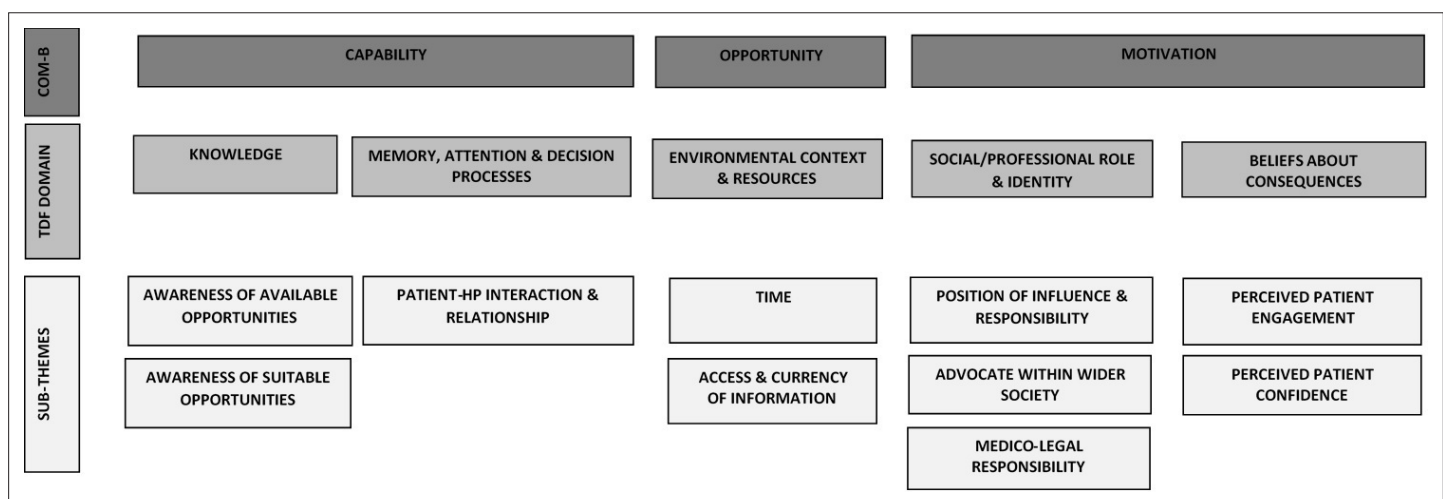 COM-B
CAPABILITY
OPPORTUNITY
MOTIVATION
TDF DOMAIN
KNOWLEDGE
MEMORY, ATTENTION & DECISION
PROCESSES
ENVIRONMENTAL CONTEXT
& RESOURCES
SOCIAL/PROFESSIONAL ROLE
& IDENTITY
BELIEFS ABOUT
CONSEQUENCES
SUB-THEMES
AWARENESS OF AVAILABLE
OPPORTUNITIES
PATIENT-HP INTERACTION &
RELATIONSHIP
TIME
POSITION OF INFLUENCE &
RESPONSIBILITY
PERCEIVED PATIENT
ENGAGEMENT
AWARENESS OF SUITABLE
OPPORTUNITIES
ACCESS & CURRENCY
OF INFORMATION
ADVOCATE WITHIN WIDER
SOCIETY
PERCEIVED PATIENT
CONFIDENCE
MEDICO-LEGAL
RESPONSIBILITY